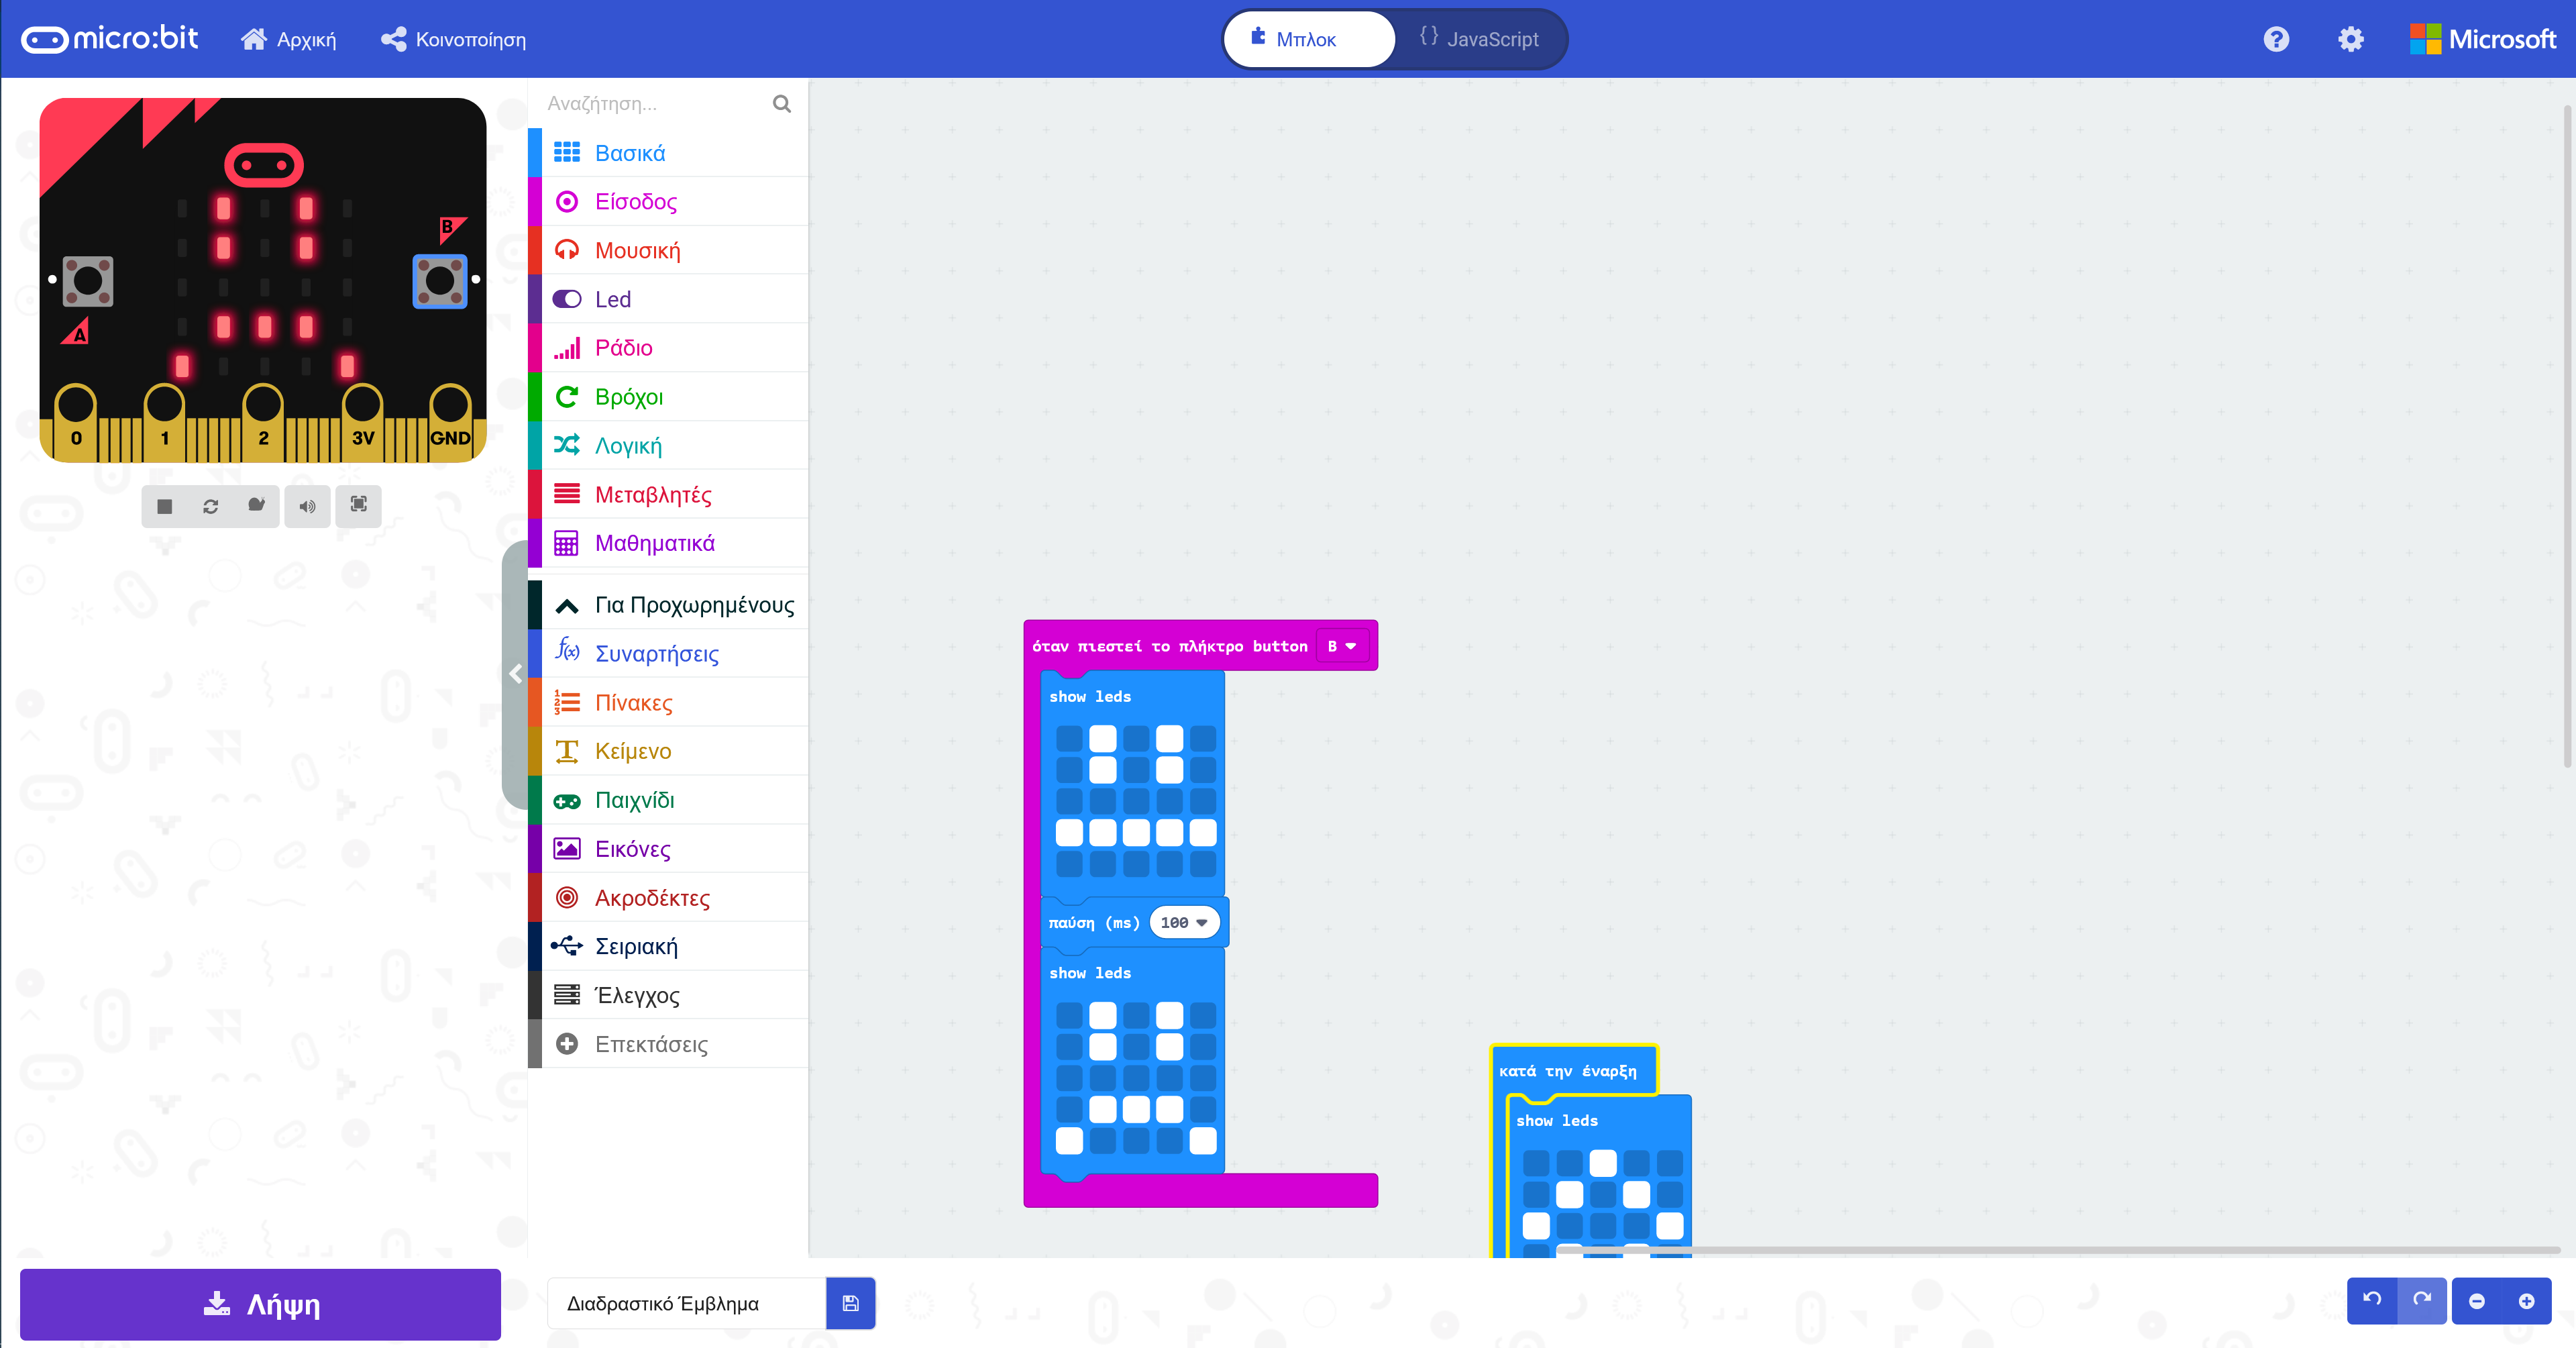 micro:bit
Αρχική
Κοινοποίηση
Μπλοκ
{} JavaScript
Microsoft
B
A
0 1 2 3V GND
Αναζήτηση...
Βασικά
Είσοδος
Μουσική
Led
Ράδιο
Βρόχοι
Λογική
Μεταβλητές
Μαθηματικά
Για Προχωρημένους
f(x) Συναρτήσεις
Πίνακες
Κείμενο
Παιχνίδι
Εικόνες
Ακροδέκτες
Σειριακή
Έλεγχος
Επεκτάσεις
όταν πιεστεί το πλήκτρο button B
show leds
παύση (ms) 100
show leds
κατά την έναρξη
show leds
Λήψη
Διαδραστικό Έμβλημα